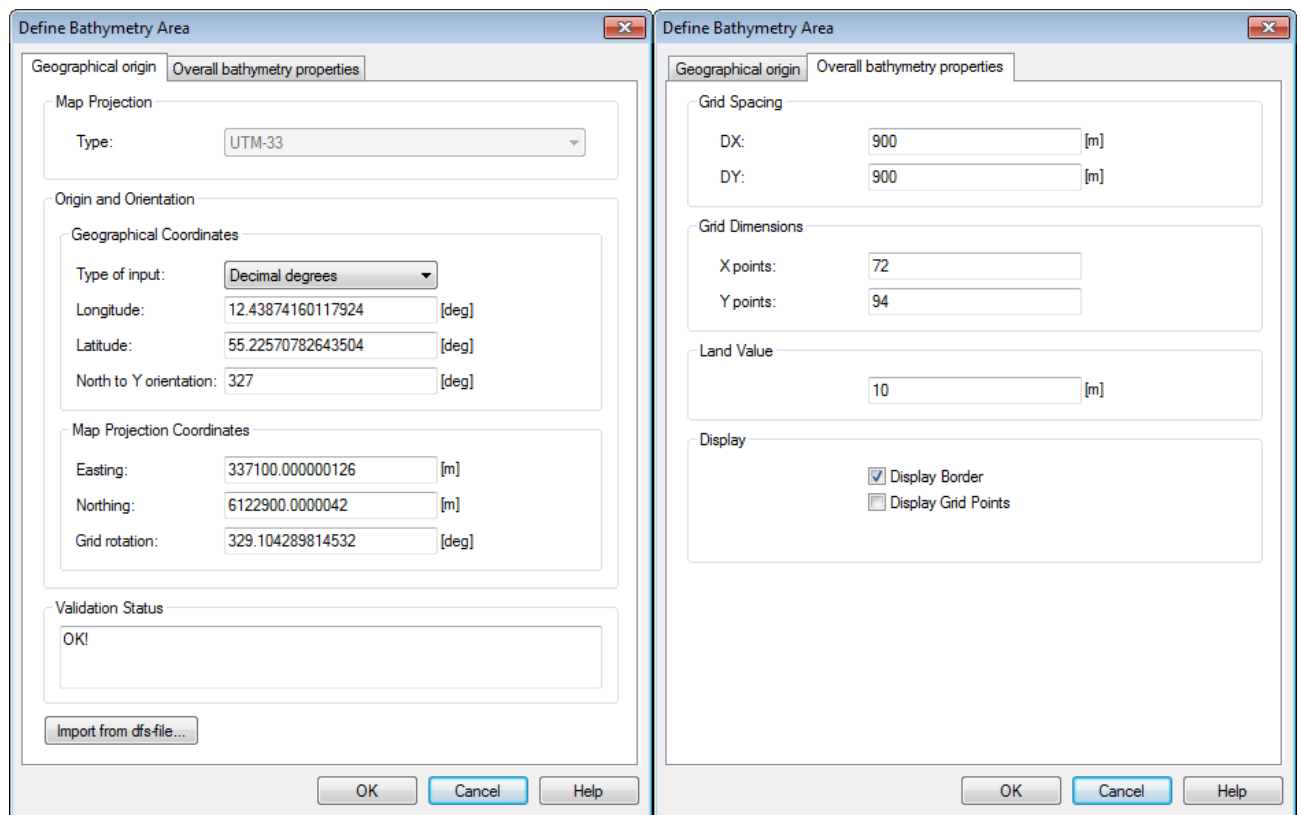 Define Bathymetry Area
Geographical origin
Overall bathymetry properties
Map Projection
Type:
UTM-33
Origin and Orientation
Geographical Coordinates
Type of input:
Decimal degrees
Longitude:
12.43874160117924
[deg]
Latitude:
55.22570782643504
[deg]
North to Y orientation:
327
[deg]
Map Projection Coordinates
Easting:
337100.000000126
[m]
Northing:
6122900.0000042
[m]
Grid rotation:
329.104289814532
[deg]
Validation Status
OK!
Import from dfs-file...
OK
Cancel
Help
Define Bathymetry Area
Geographical origin
Overall bathymetry properties
Grid Spacing
DX:
900
[m]
DY:
900
[m]
Grid Dimensions
X points:
72
Y points:
94
Land Value
10
[m]
Display
Display Border
Display Grid Points
OK
Cancel
Help